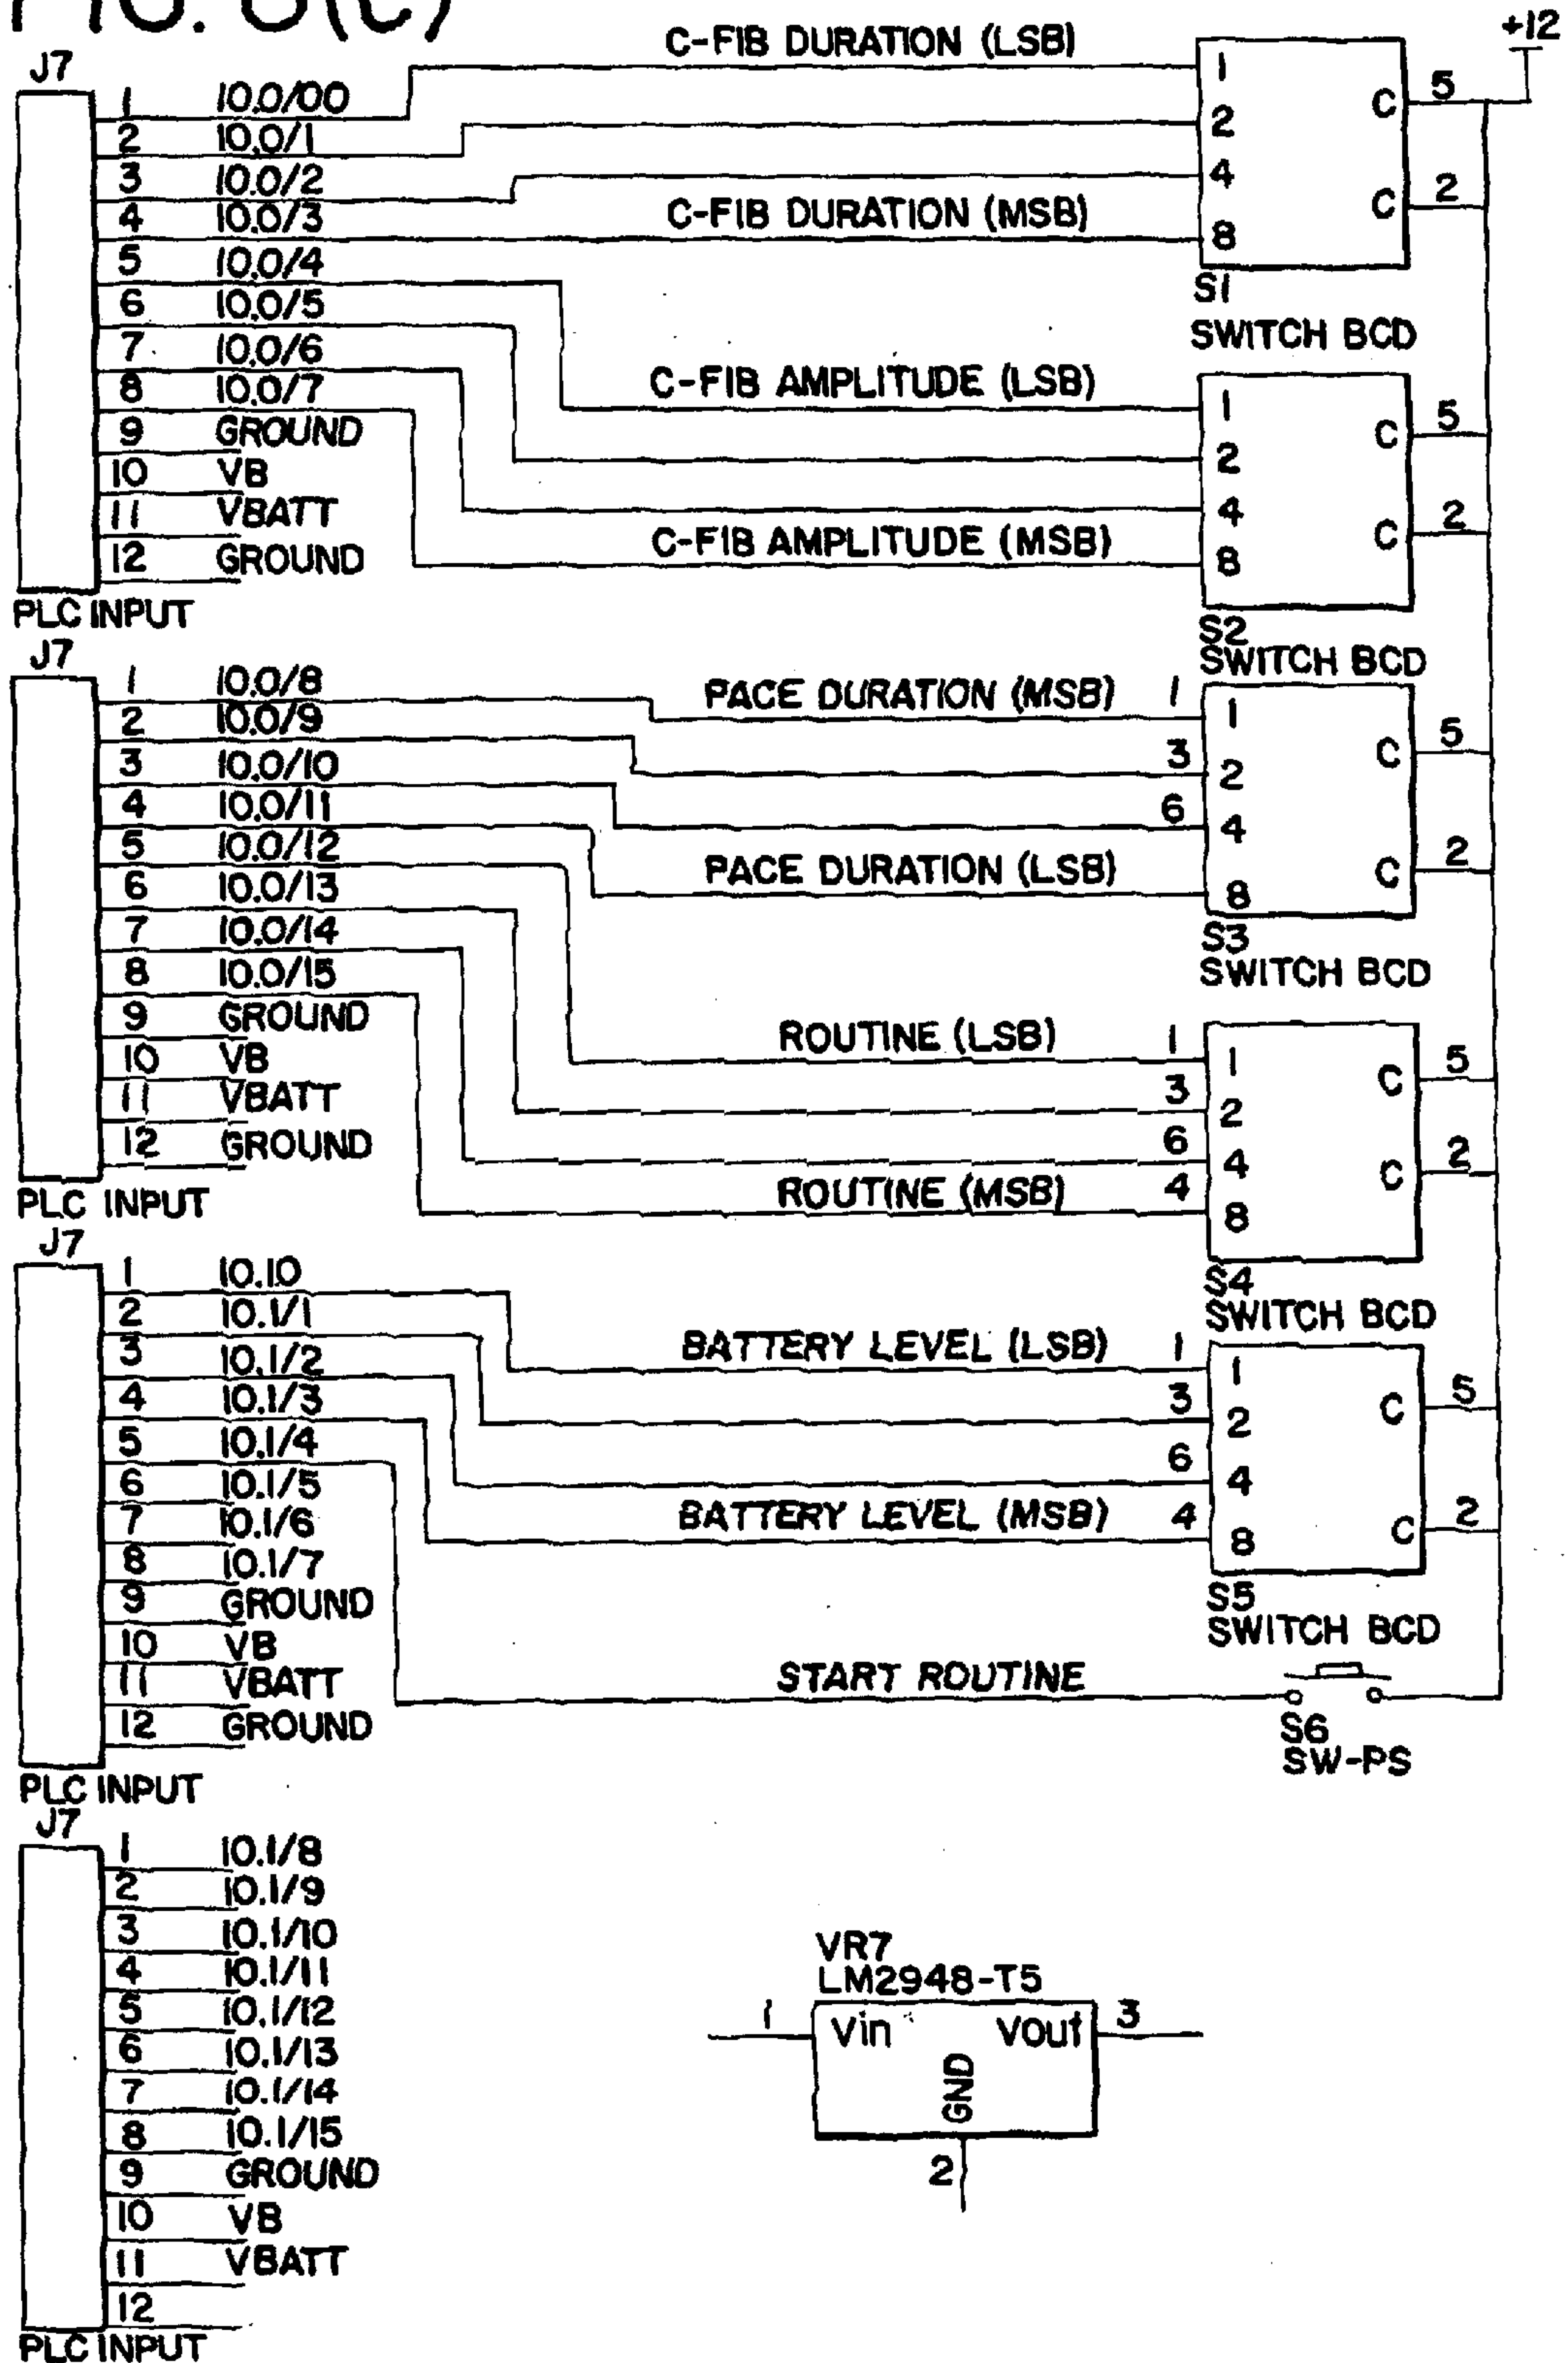 FIG. 8(C)
J7
1 10.0/00
2 10.0/1
3 10.0/2
4 10.0/3
5 10.0/4
6 10.0/5
7 10.0/6
8 10.0/7
9 GROUND
10 VB
11 VBATT
12 GROUND
PLC INPUT
C-FIB DURATION (LSB)
C-FIB DURATION (MSB)
1
2
4
8
C 5
C 2
+12
S1
SWITCH BCD
C-FIB AMPLITUDE (LSB)
C-FIB AMPLITUDE (MSB)
1
2
4
8
C 5
C 2
S2
SWITCH BCD
J7
1 10.0/8
2 10.0/9
3 10.0/10
4 10.0/11
5 10.0/12
6 10.0/13
7 10.0/14
8 10.0/15
9 GROUND
10 VB
11 VBATT
12 GROUND
PLC INPUT
PACE DURATION (MSB) 1 1
3 2
6 4
PACE DURATION (LSB) 8
C 5
C 2
S3
SWITCH BCD
ROUTINE (LSB) 1 1
3 2
6 4
ROUTINE (MSB) 4 8
C 5
C 2
S4
SWITCH BCD
J7
1 10.10
2 10.1/1
3 10.1/2
4 10.1/3
5 10.1/4
6 10.1/5
7 10.1/6
8 10.1/7
9 GROUND
10 VB
11 VBATT
12 GROUND
PLC INPUT
BATTERY LEVEL (LSB) 1 1
3 2
6 4
BATTERY LEVEL (MSB) 4 8
C 5
C 2
S5
SWITCH BCD
START ROUTINE
S6
SW-PS
J7
1 10.1/8
2 10.1/9
3 10.1/10
4 10.1/11
5 10.1/12
6 10.1/13
7 10.1/14
8 10.1/15
9 GROUND
10 VB
11 VBATT
12
PLC INPUT
VR7
LM2948-T5
1 Vin Vout 3
GND
2